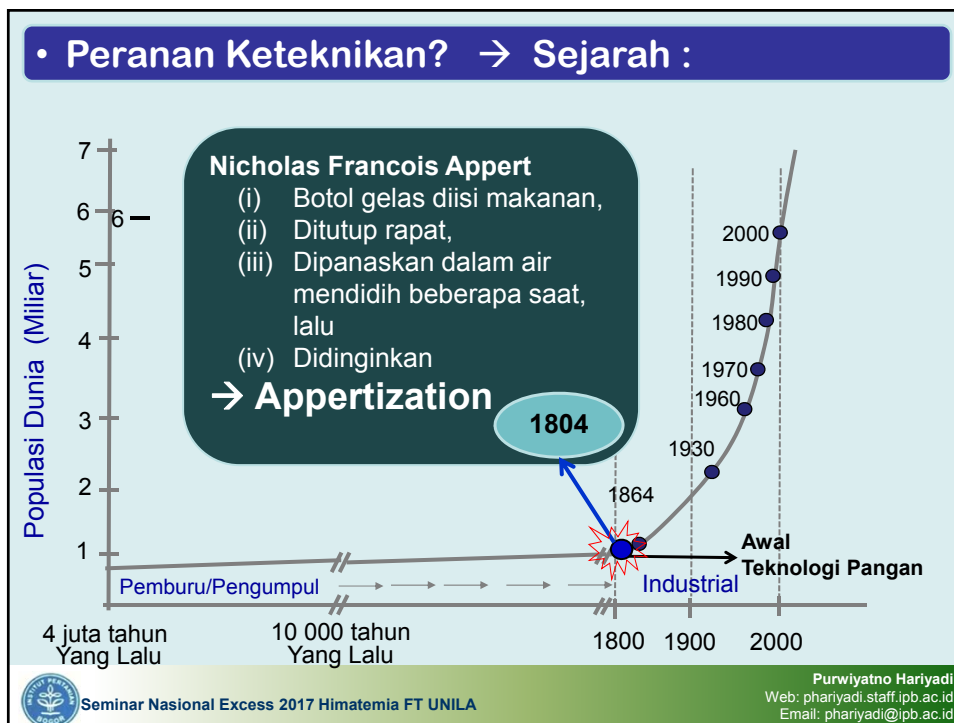 • Peranan Keteknikan? → Sejarah :
Nicholas Francois Appert
(i) Botol gelas diisi makanan,
(ii) Ditutup rapat,
(iii) Dipanaskan dalam air
mendidih beberapa saat,
lalu
(iv) Didinginkan
→ Appertization
1804
Populasi Dunia (Miliar)
7
6
6
5
4
3
2
1
2000
1990
1980
1970
1960
1930
1864
Awal
Teknologi Pangan
Pemburu/Pengumpul
Industrial
4 juta tahun
Yang Lalu
10 000 tahun
Yang Lalu
1800
1900
2000
INSTITUT PERTANIAN
BOGOR
Seminar Nasional Excess 2017 Himatemia FT UNILA
Purwiyatno Hariyadi
Web: phariyadi.staff.ipb.ac.id
Email: phariyadi@ipb.ac.id